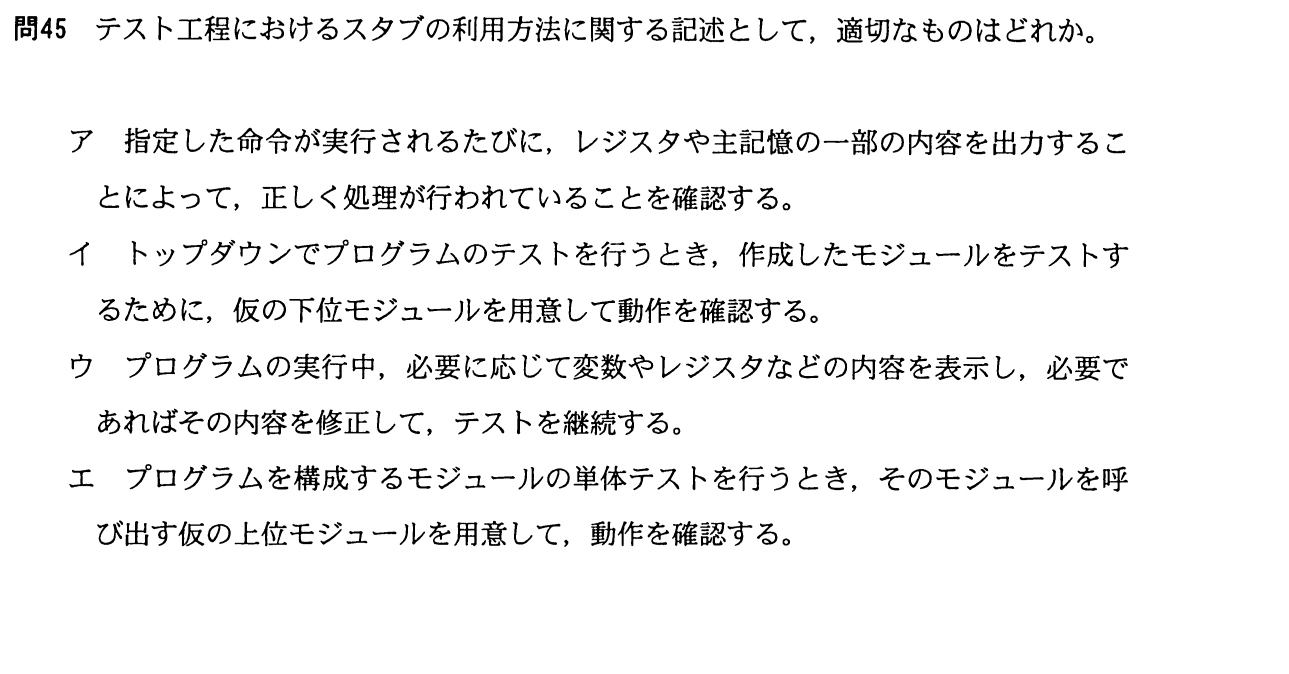 問45 テスト工程におけるスタブの利用方法に関する記述として，適切なものはどれか。
ア 指定した命令が実行されるたびに，レジスタや主記憶の一部の内容を出力するこ
とによって，正しく処理が行われていることを確認する。
イ トップダウンでプログラムのテストを行うとき，作成したモジュールをテストす
るために，仮の下位モジュールを用意して動作を確認する。
ウ プログラムの実行中，必要に応じて変数やレジスタなどの内容を表示し，必要で
あればその内容を修正して，テストを継続する。
エ プログラムを構成するモジュールの単体テストを行うとき，そのモジュールを呼
び出す仮の上位モジュールを用意して，動作を確認する。